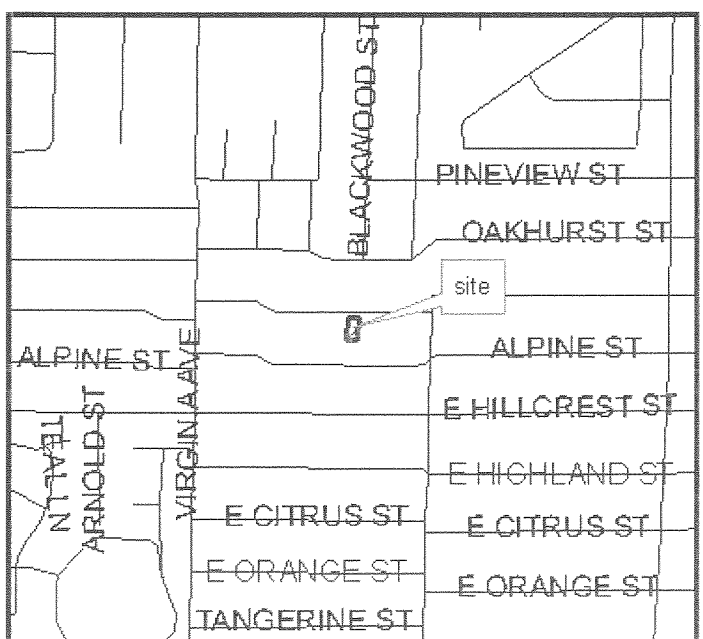 BLACKWOOD ST
PINEVIEW ST
OAKHURST ST
site
ALPINE ST
ALPINE ST
VIRGINIA AVE
E HILLCREST ST
TEAL LN
ARNOLD ST
E HIGHLAND ST
E CITRUS ST
E CITRUS ST
E ORANGE ST
E ORANGE ST
TANGERINE ST